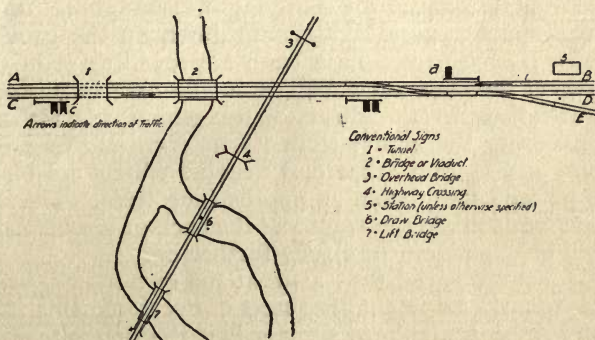 3
A 1 2 a 5 B
C c D
E
Arrows indicate direction of Traffic.
4
6
7
Conventional Signs
1 • Tunnel
2 • Bridge or Viaduct
3 • Overhead Bridge
4 • Highway Crossing
5 • Station (unless otherwise specified)
6 • Draw Bridge
7 • Lift Bridge